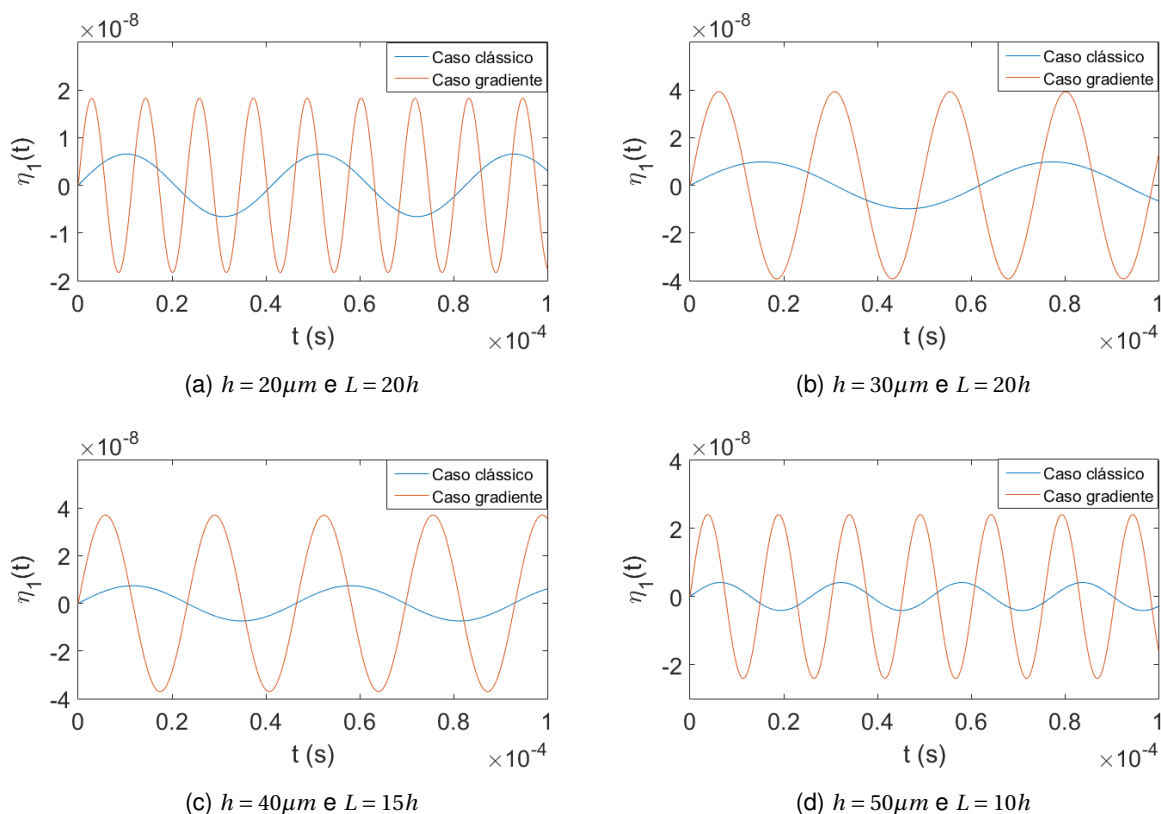 ×10⁻⁸
Caso clássico
Caso gradiente
2
1
0
-1
-2
η₁(t)
0 0.2 0.4 0.6 0.8 1
t (s)
×10⁻⁴
(a) h = 20μm e L = 20h
×10⁻⁸
Caso clássico
Caso gradiente
4
2
0
-2
-4
η₁(t)
0 0.2 0.4 0.6 0.8 1
t (s)
×10⁻⁴
(b) h = 30μm e L = 20h
×10⁻⁸
Caso clássico
Caso gradiente
4
2
0
-2
-4
η₁(t)
0 0.2 0.4 0.6 0.8 1
t (s)
×10⁻⁴
(c) h = 40μm e L = 15h
×10⁻⁸
Caso clássico
Caso gradiente
4
2
0
-2
η₁(t)
0 0.2 0.4 0.6 0.8 1
t (s)
×10⁻⁴
(d) h = 50μm e L = 10h